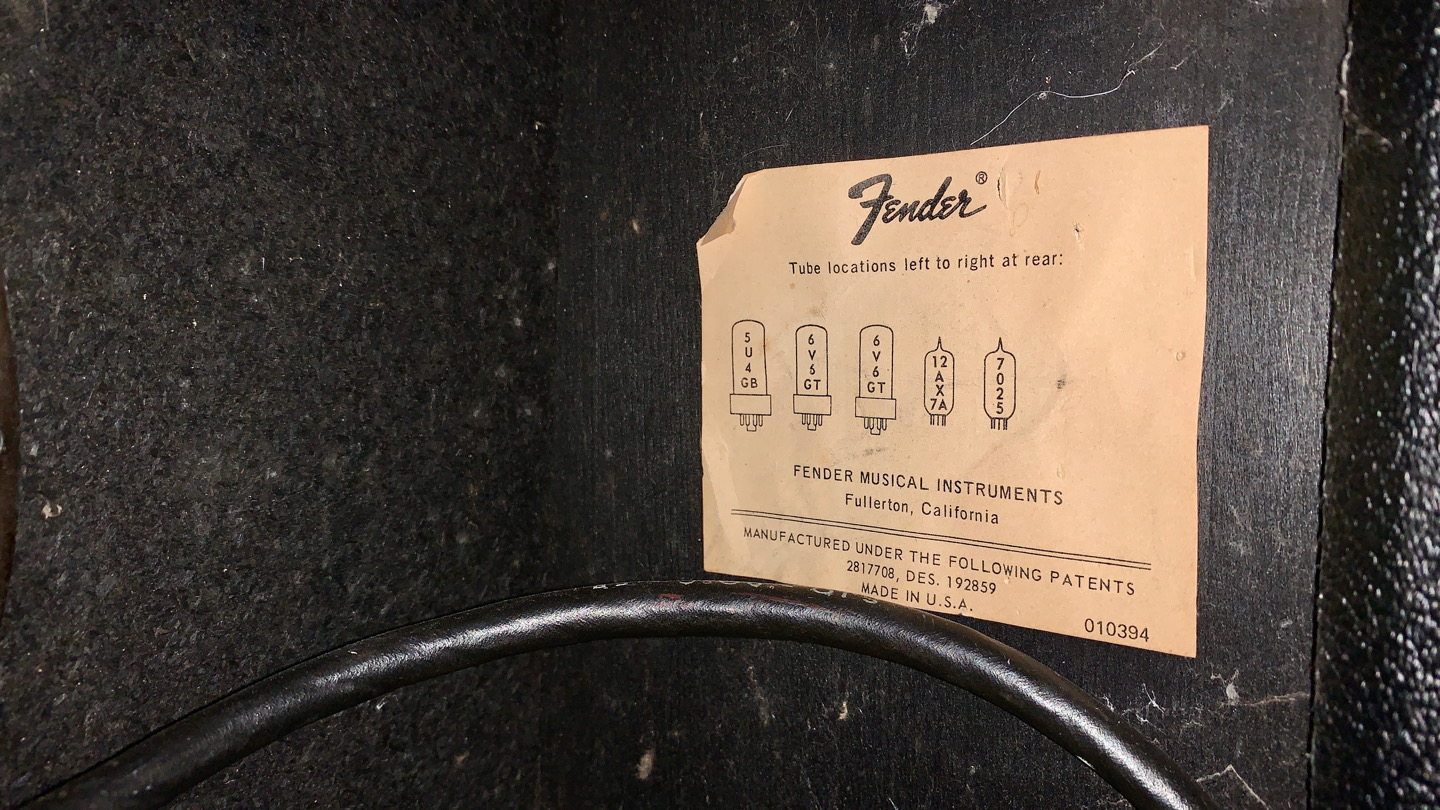 Fender®
Tube locations left to right at rear:
5U4GB 6V6GT 6V6GT 12AX7A 7025
FENDER MUSICAL INSTRUMENTS
Fullerton, California
MANUFACTURED UNDER THE FOLLOWING PATENTS
2817708, DES. 192859
MADE IN U.S.A.
010394